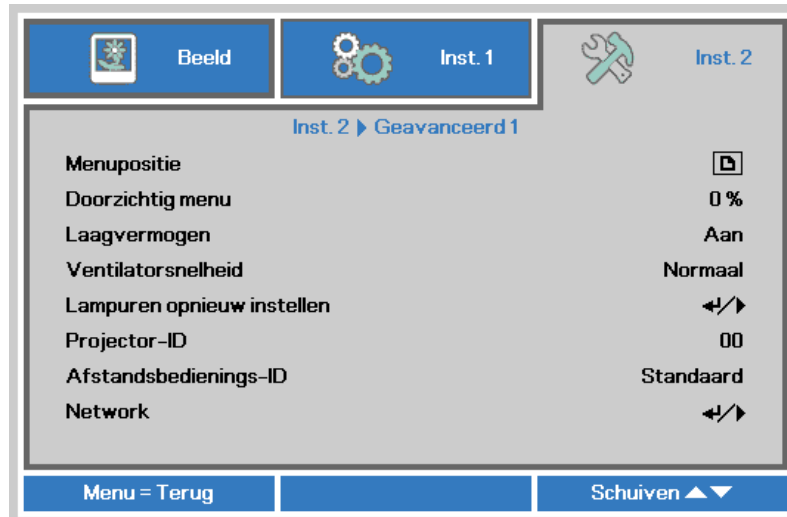 Beeld
Inst. 1
Inst. 2
Inst. 2 ▶ Geavanceerd 1
Menupositie
Doorzichtig menu 0 %
Laagvermogen Aan
Ventilatorsnelheid Normaal
Lampuren opnieuw instellen ↵/▶
Projector-ID 00
Afstandsbedienings-ID Standaard
Network ↵/▶
Menu = Terug
Schuiven ▲▼